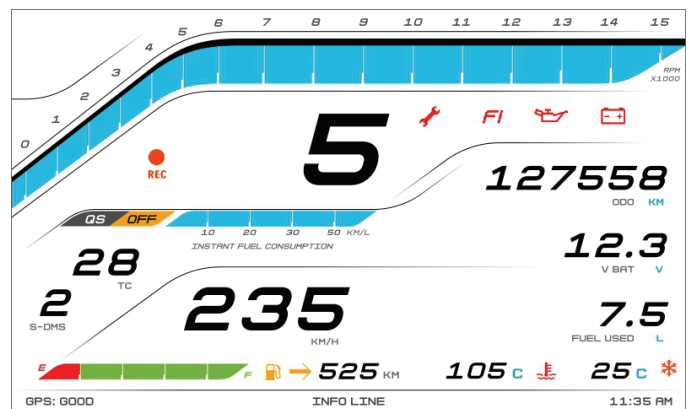 0 1 2 3 4 5 6 7 8 9 10 11 12 13 14 15
RPM
X1000
5
FI
REC
127558
ODO KM
QS OFF
10 20 30 50 KM/L
INSTANT FUEL CONSUMPTION
12.3
V BAT V
28
TC
2
S-DMS
235
KM/H
7.5
FUEL USED L
E F 525 KM 105 C 25 C
GPS: GOOD INFO LINE 11:35 AM